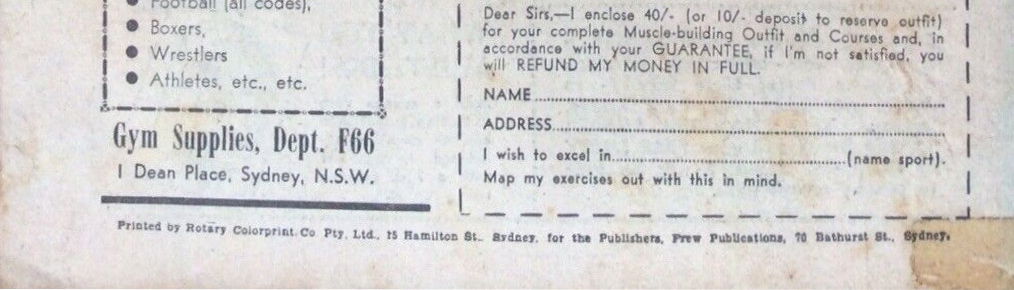 Football (all codes),
● Boxers,
● Wrestlers
● Athletes, etc., etc.
Gym Supplies, Dept. F66
1 Dean Place, Sydney, N.S.W.
Dear Sirs,—I enclose 40/- (or 10/- deposit to reserve outfit)
for your complete Muscle-building Outfit and Courses and, in
accordance with your GUARANTEE, if I'm not satisfied, you
will REFUND MY MONEY IN FULL.
NAME
ADDRESS
I wish to excel in (name sport).
Map my exercises out with this in mind.
Printed by Rotary Colorprint Co Pty. Ltd., 15 Hamilton St., Sydney, for the Publishers, Frew Publications, 70 Bathurst St., Sydney.